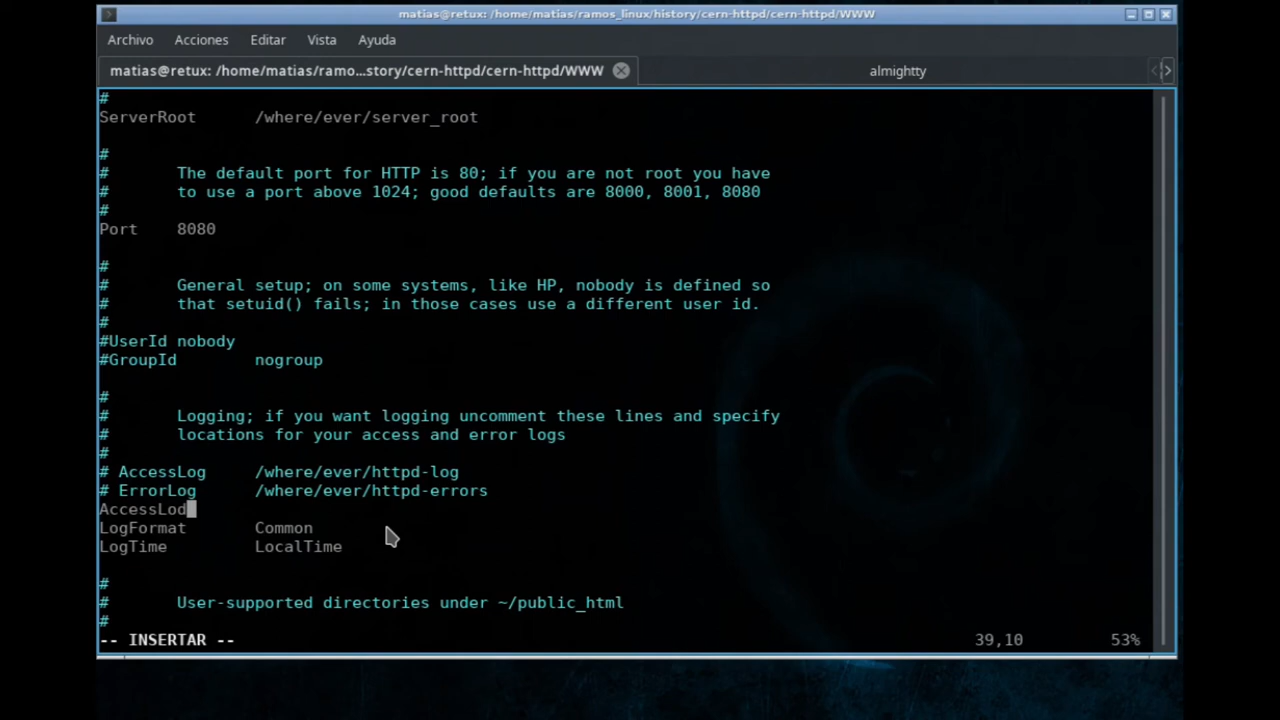 matias@retux: /home/matias/ramos_linux/history/cern-httpd/cern-httpd/WWW
Archivo Acciones Editar Vista Ayuda
matias@retux: /home/matias/ramo...story/cern-httpd/cern-httpd/WWW almightty
#
ServerRoot /where/ever/server_root
#
# The default port for HTTP is 80; if you are not root you have
# to use a port above 1024; good defaults are 8000, 8001, 8080
#
Port 8080
#
# General setup; on some systems, like HP, nobody is defined so
# that setuid() fails; in those cases use a different user id.
#
#UserId nobody
#GroupId nogroup
#
# Logging; if you want logging uncomment these lines and specify
# locations for your access and error logs
#
# AccessLog /where/ever/httpd-log
# ErrorLog /where/ever/httpd-errors
AccessLod
LogFormat Common
LogTime LocalTime
#
# User-supported directories under ~/public_html
#
-- INSERTAR -- 39,10 53%